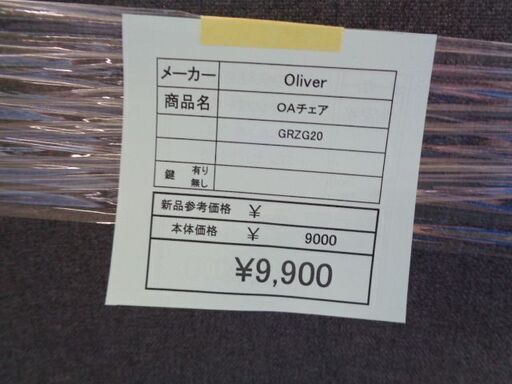 メーカー Oliver
商品名 OAチェア
GRZG20
鍵 有り 無し
新品参考価格 ¥
本体価格 ¥ 9000
¥9,900